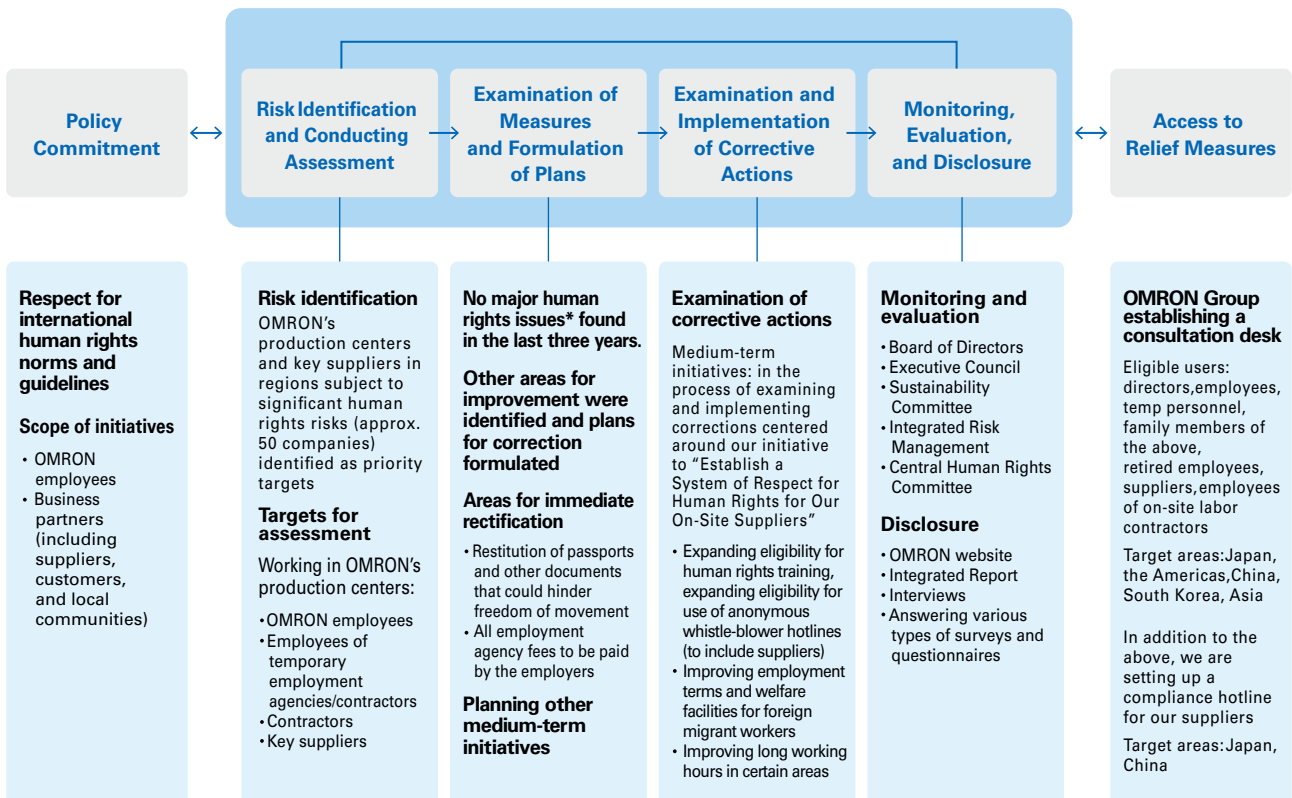 Policy
Commitment
Risk Identification
and Conducting
Assessment
Examination of
Measures
and Formulation
of Plans
Examination and
Implementation
of Corrective
Actions
Monitoring,
Evaluation,
and Disclosure
Access to
Relief Measures
Respect for
international
human rights
norms and
guidelines
Scope of initiatives
• OMRON
employees
• Business
partners
(including
suppliers,
customers,
and local
communities)
Risk identification
OMRON's
production centers
and key suppliers in
regions subject to
significant human
rights risks (approx.
50 companies)
identified as priority
targets
Targets for
assessment
Working in OMRON's
production centers:
• OMRON employees
• Employees of
temporary
employment
agencies/contractors
• Contractors
• Key suppliers
No major human
rights issues* found
in the last three years.
Other areas for
improvement were
identified and plans
for correction
formulated
Areas for immediate
rectification
• Restitution of passports
and other documents
that could hinder
freedom of movement
• All employment
agency fees to be paid
by the employers
Planning other
medium-term
initiatives
Examination of
corrective actions
Medium-term
initiatives: in the
process of examining
and implementing
corrections centered
around our initiative
to “Establish a
System of Respect for
Human Rights for Our
On-Site Suppliers”
• Expanding eligibility for
human rights training,
expanding eligibility for
use of anonymous
whistle-blower hotlines
(to include suppliers)
• Improving employment
terms and welfare
facilities for foreign
migrant workers
• Improving long working
hours in certain areas
Monitoring and
evaluation
• Board of Directors
• Executive Council
• Sustainability
Committee
• Integrated Risk
Management
• Central Human Rights
Committee
Disclosure
• OMRON website
• Integrated Report
• Interviews
• Answering various
types of surveys and
questionnaires
OMRON Group
establishing a
consultation desk
Eligible users:
directors,employees,
temp personnel,
family members of
the above,
retired employees,
suppliers,employees
of on-site labor
contractors
Target areas:Japan,
the Americas,China,
South Korea, Asia
In addition to the
above, we are
setting up a
compliance hotline
for our suppliers
Target areas:Japan,
China